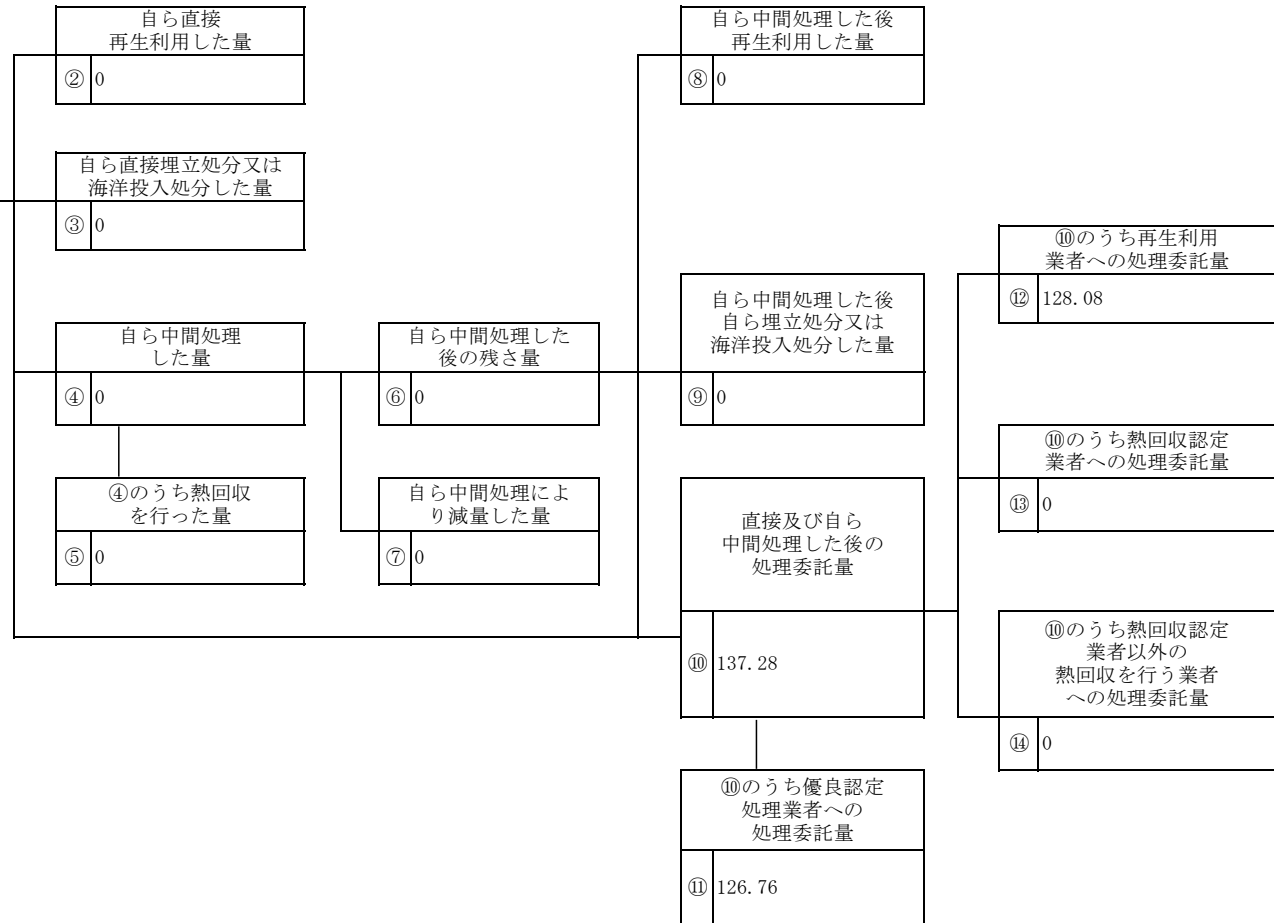 自ら直接
再生利用した量
② 0
自ら直接埋立処分又は
海洋投入処分した量
③ 0
自ら中間処理
した量
④ 0
④のうち熱回収
を行った量
⑤ 0
自ら中間処理した
後の残さ量
⑥ 0
自ら中間処理によ
り減量した量
⑦ 0
自ら中間処理した後
再生利用した量
⑧ 0
自ら中間処理した後
自ら埋立処分又は
海洋投入処分した量
⑨ 0
直接及び自ら
中間処理した後の
処理委託量
⑩ 137.28
⑩のうち優良認定
処理業者への
処理委託量
⑪ 126.76
⑩のうち再生利用
業者への処理委託量
⑫ 128.08
⑩のうち熱回収認定
業者への処理委託量
⑬ 0
⑩のうち熱回収認定
業者以外の
熱回収を行う業者
への処理委託量
⑭ 0